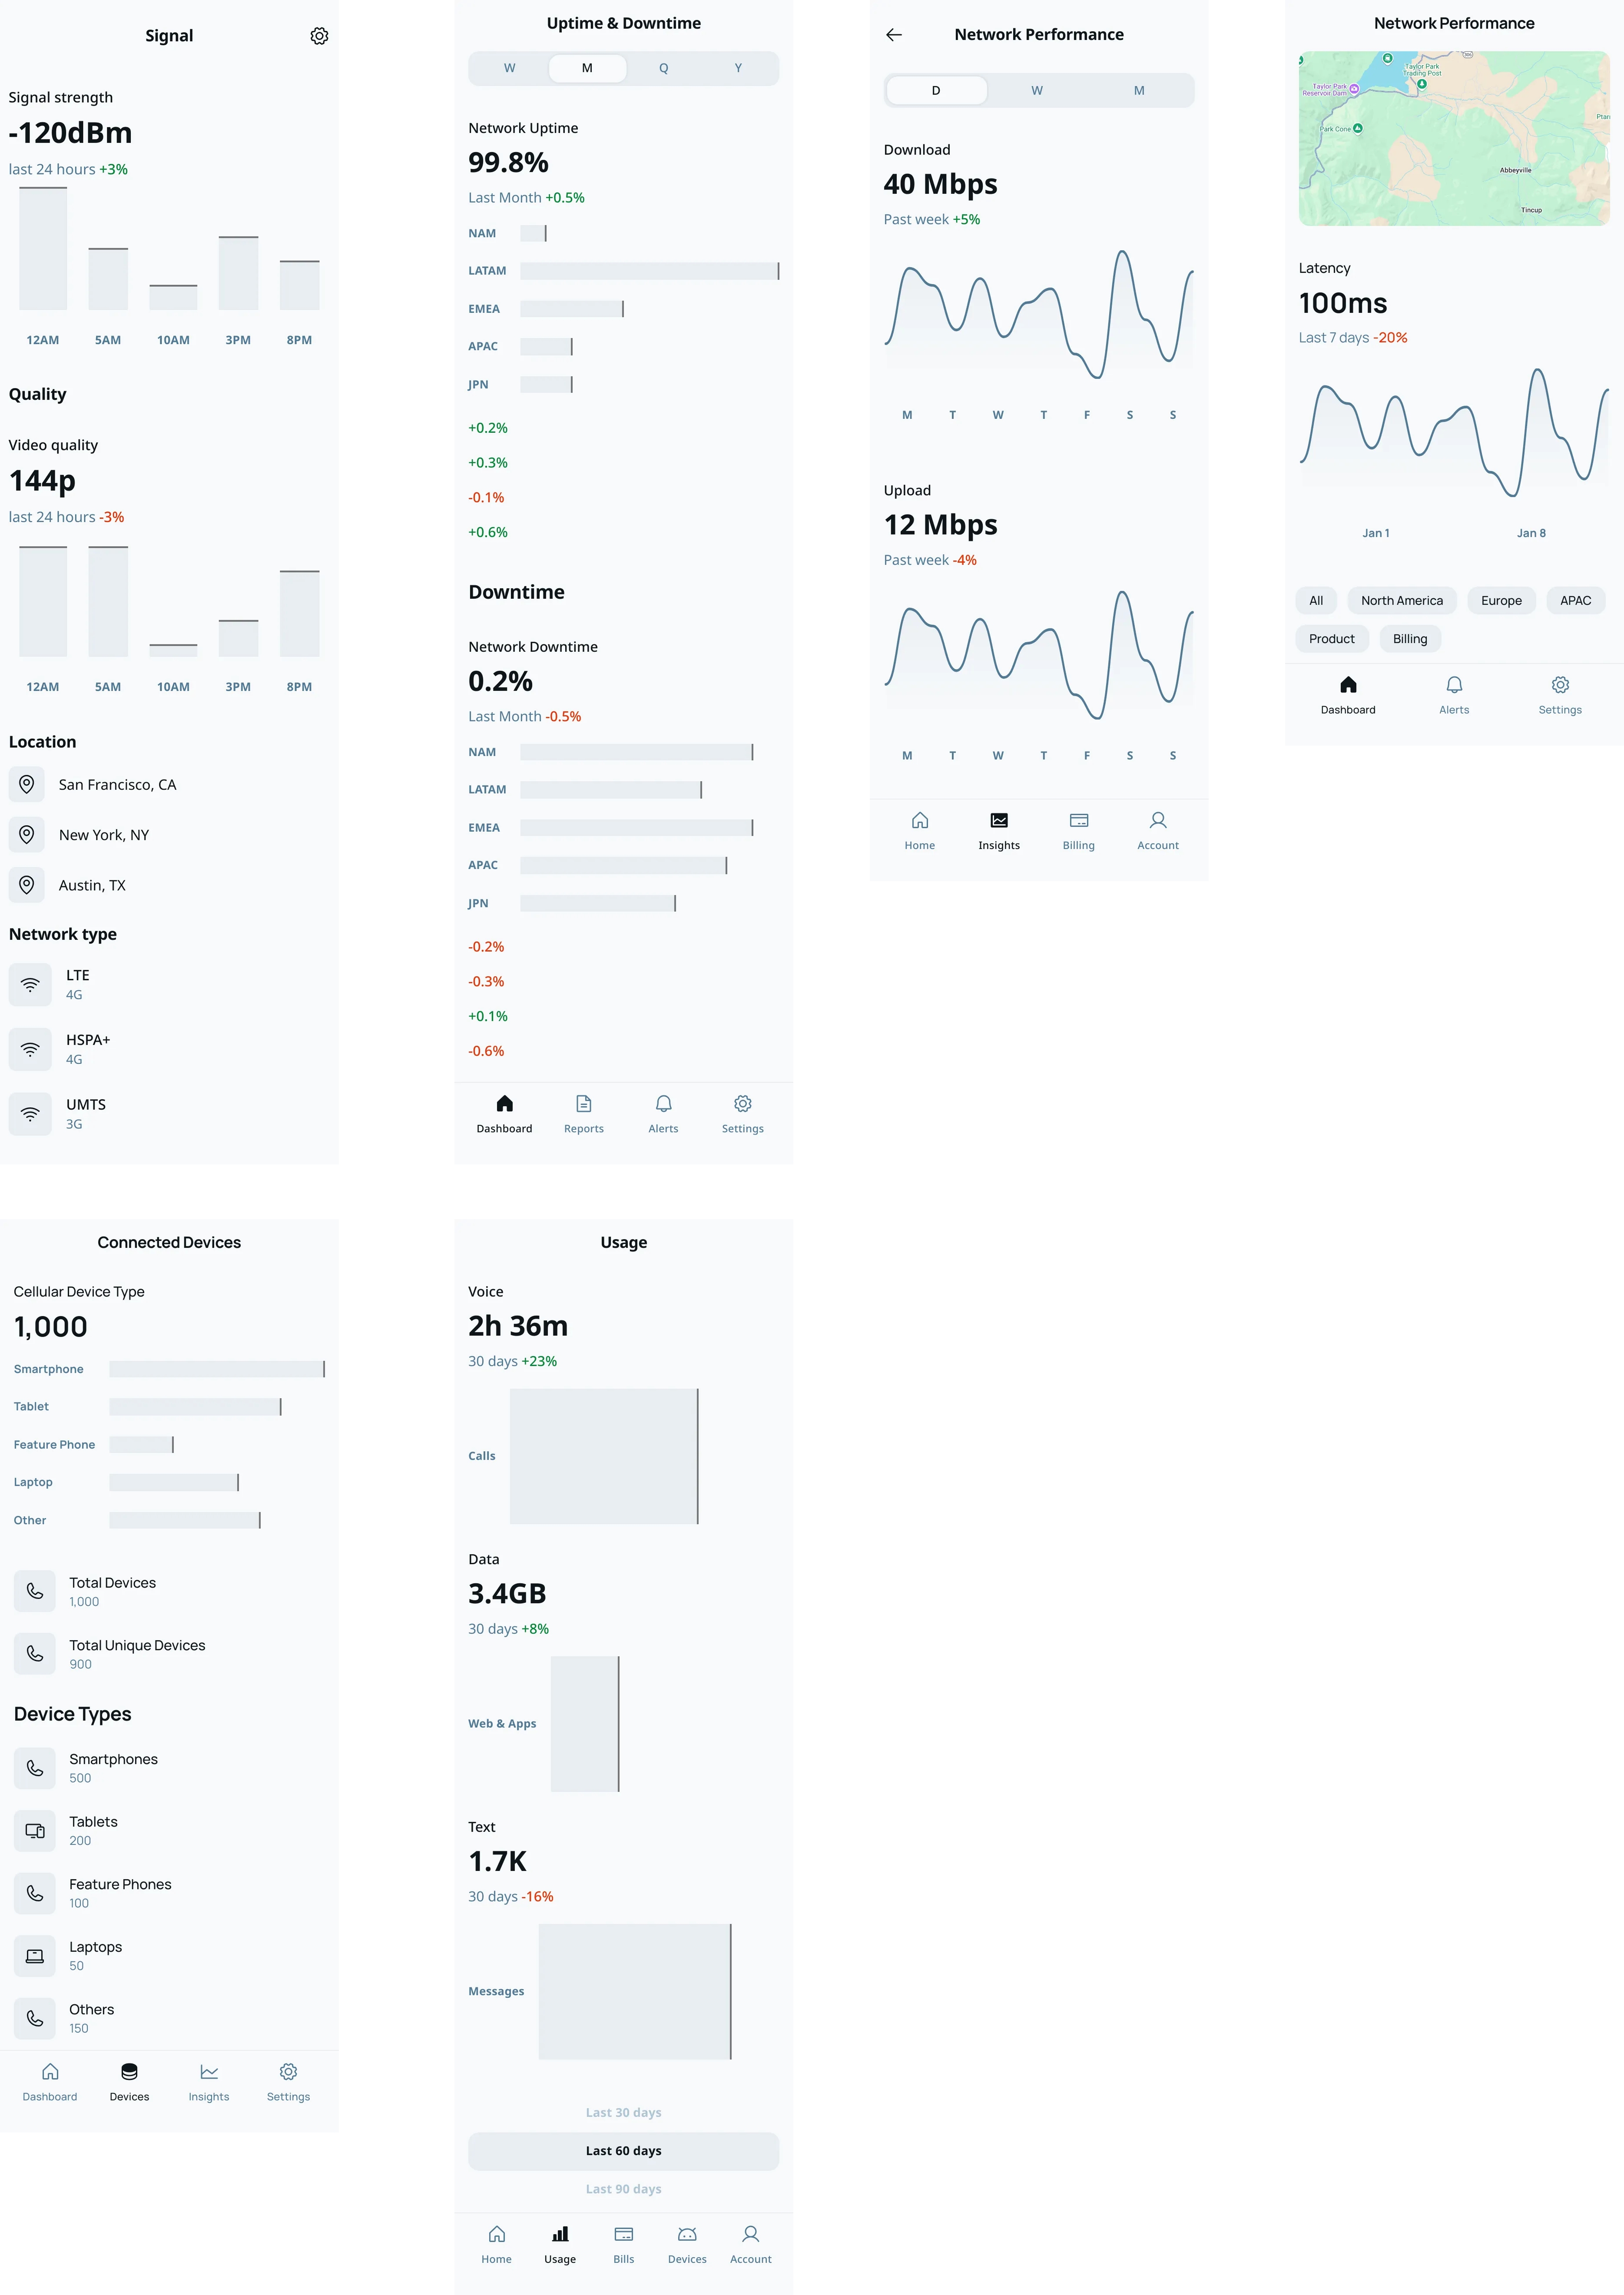 Signal
Signal strength
-120dBm
last 24 hours +3%
12AM 5AM 10AM 3PM 8PM
Quality
Video quality
144p
last 24 hours -3%
12AM 5AM 10AM 3PM 8PM
Location
San Francisco, CA
New York, NY
Austin, TX
Network type
LTE
4G
HSPA+
4G
UMTS
3G
Uptime & Downtime
W M Q Y
Network Uptime
99.8%
Last Month +0.5%
NAM
LATAM
EMEA
APAC
JPN
+0.2%
+0.3%
-0.1%
+0.6%
Downtime
Network Downtime
0.2%
Last Month -0.5%
NAM
LATAM
EMEA
APAC
JPN
-0.2%
-0.3%
+0.1%
-0.6%
Dashboard Reports Alerts Settings
Network Performance
D W M
Download
40 Mbps
Past week +5%
M T W T F S S
Upload
12 Mbps
Past week -4%
M T W T F S S
Home Insights Billing Account
Network Performance
Taylor Park
Trading Post
Taylor Park
Reservoir Dam
Park Cone
Abbeyville
Tincup
Latency
100ms
Last 7 days -20%
Jan 1 Jan 8
All North America Europe APAC
Product Billing
Dashboard Alerts Settings
Connected Devices
Cellular Device Type
1,000
Smartphone
Tablet
Feature Phone
Laptop
Other
Total Devices
1,000
Total Unique Devices
900
Device Types
Smartphones
500
Tablets
200
Feature Phones
100
Laptops
50
Others
150
Dashboard Devices Insights Settings
Usage
Voice
2h 36m
30 days +23%
Calls
Data
3.4GB
30 days +8%
Web & Apps
Text
1.7K
30 days -16%
Messages
Last 30 days
Last 60 days
Last 90 days
Home Usage Bills Devices Account